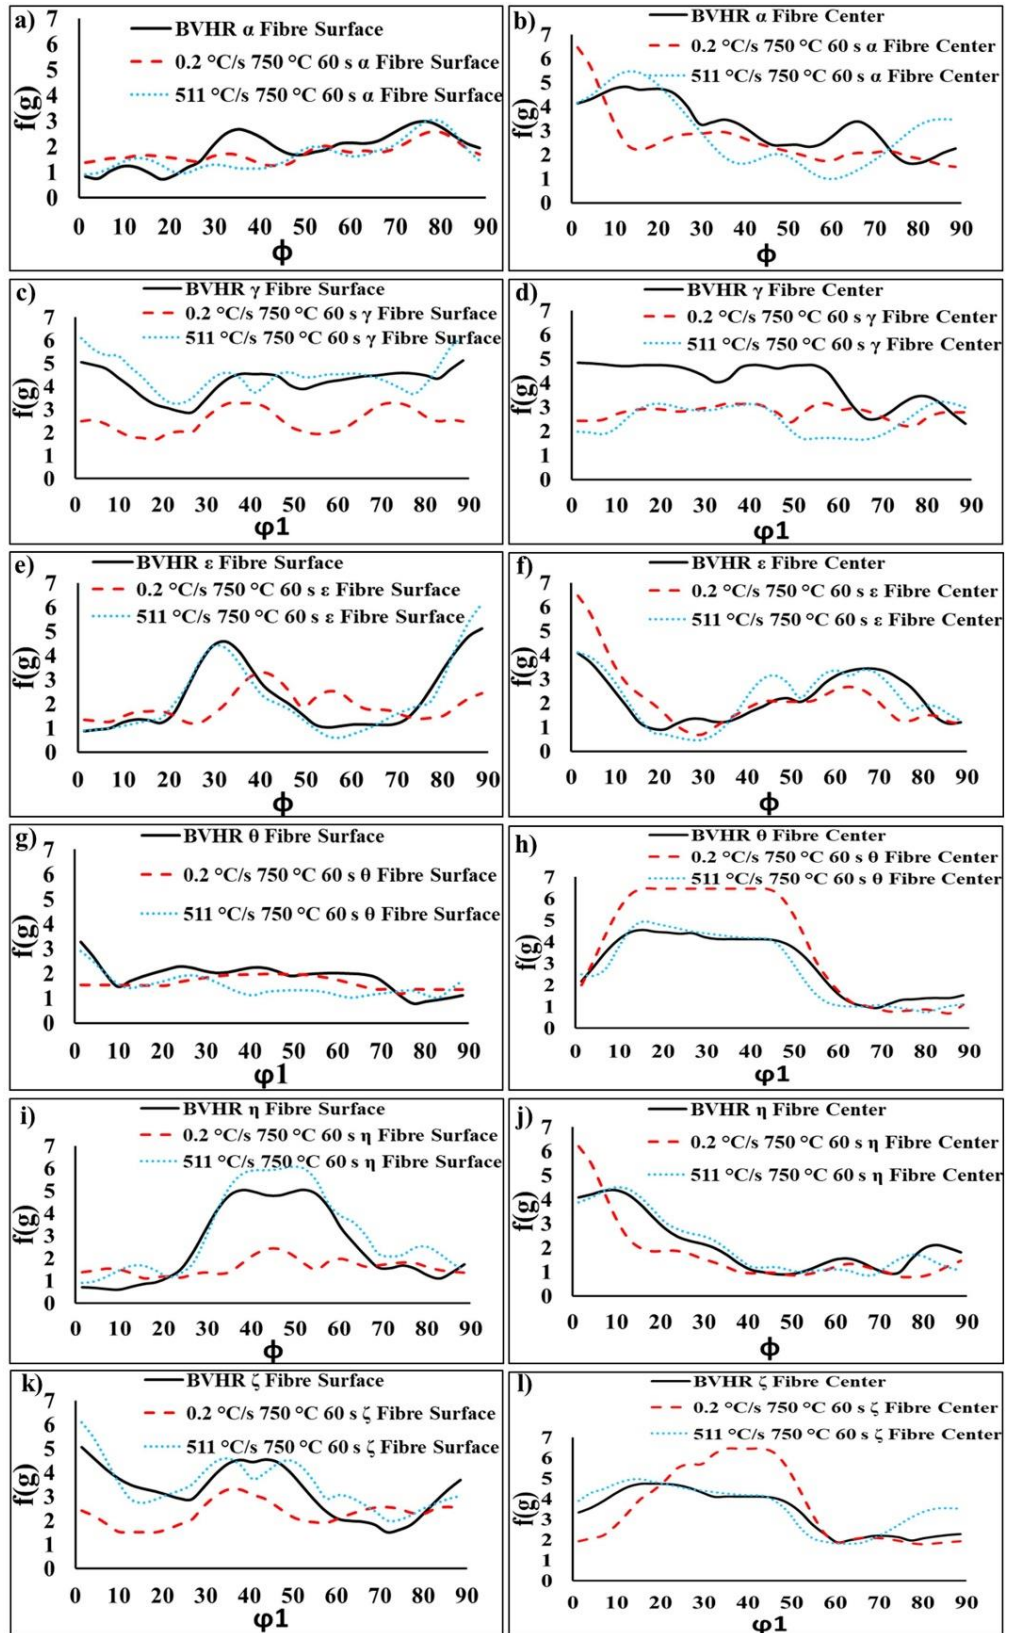 a)
BVHR α Fibre Surface
0.2 °C/s 750 °C 60 s α Fibre Surface
511 °C/s 750 °C 60 s α Fibre Surface
f(g)
7
6
5
4
3
2
1
0
0 10 20 30 40 50 60 70 80 90
ϕ
b)
BVHR α Fibre Center
0.2 °C/s 750 °C 60 s α Fibre Center
511 °C/s 750 °C 60 s α Fibre Center
f(g)
7
6
5
4
3
2
1
0
0 10 20 30 40 50 60 70 80 90
ϕ
c)
BVHR γ Fibre Surface
0.2 °C/s 750 °C 60 s γ Fibre Surface
511 °C/s 750 °C 60 s γ Fibre Surface
f(g)
7
6
5
4
3
2
1
0
0 10 20 30 40 50 60 70 80 90
φ1
d)
BVHR γ Fibre Center
0.2 °C/s 750 °C 60 s γ Fibre Center
511 °C/s 750 °C 60 s γ Fibre Center
f(g)
7
6
5
4
3
2
1
0
0 10 20 30 40 50 60 70 80 90
φ1
e)
BVHR ε Fibre Surface
0.2 °C/s 750 °C 60 s ε Fibre Surface
511 °C/s 750 °C 60 s ε Fibre Surface
f(g)
7
6
5
4
3
2
1
0
0 10 20 30 40 50 60 70 80 90
ϕ
f)
BVHR ε Fibre Center
0.2 °C/s 750 °C 60 s ε Fibre Center
511 °C/s 750 °C 60 s ε Fibre Center
f(g)
7
6
5
4
3
2
1
0
0 10 20 30 40 50 60 70 80 90
ϕ
g)
BVHR θ Fibre Surface
0.2 °C/s 750 °C 60 s θ Fibre Surface
511 °C/s 750 °C 60 s θ Fibre Surface
f(g)
7
6
5
4
3
2
1
0
0 10 20 30 40 50 60 70 80 90
φ1
h)
BVHR θ Fibre Center
0.2 °C/s 750 °C 60 s θ Fibre Center
511 °C/s 750 °C 60 s θ Fibre Center
f(g)
7
6
5
4
3
2
1
0
0 10 20 30 40 50 60 70 80 90
φ1
i)
BVHR η Fibre Surface
0.2 °C/s 750 °C 60 s η Fibre Surface
511 °C/s 750 °C 60 s η Fibre Surface
f(g)
7
6
5
4
3
2
1
0
0 10 20 30 40 50 60 70 80 90
ϕ
j)
BVHR η Fibre Center
0.2 °C/s 750 °C 60 s η Fibre Center
511 °C/s 750 °C 60 s η Fibre Center
f(g)
7
6
5
4
3
2
1
0
0 10 20 30 40 50 60 70 80 90
ϕ
k)
BVHR ζ Fibre Surface
0.2 °C/s 750 °C 60 s ζ Fibre Surface
511 °C/s 750 °C 60 s ζ Fibre Surface
f(g)
7
6
5
4
3
2
1
0
0 10 20 30 40 50 60 70 80 90
φ1
l)
BVHR ζ Fibre Center
0.2 °C/s 750 °C 60 s ζ Fibre Center
511 °C/s 750 °C 60 s ζ Fibre Center
f(g)
7
6
5
4
3
2
1
0
0 10 20 30 40 50 60 70 80 90
φ1